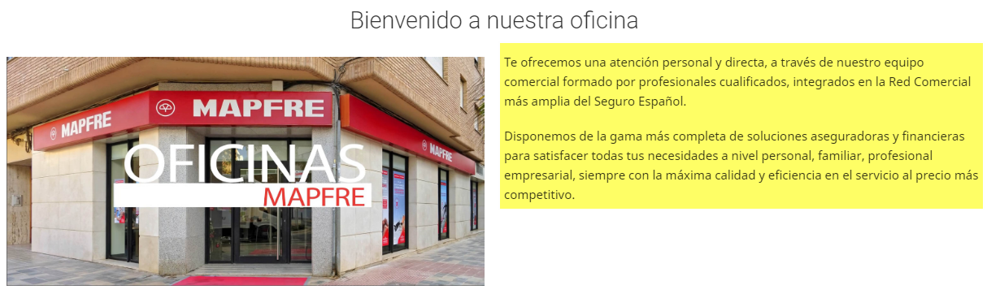 Bienvenido a nuestra oficina
MAPFRE
MAPFRE
MAPFRE
OFICINAS
MAPFRE
Te ofrecemos una atención personal y directa, a través de nuestro equipo
comercial formado por profesionales cualificados, integrados en la Red Comercial
más amplia del Seguro Español.
Disponemos de la gama más completa de soluciones aseguradoras y financieras
para satisfacer todas tus necesidades a nivel personal, familiar, profesional
empresarial, siempre con la máxima calidad y eficiencia en el servicio al precio más
competitivo.